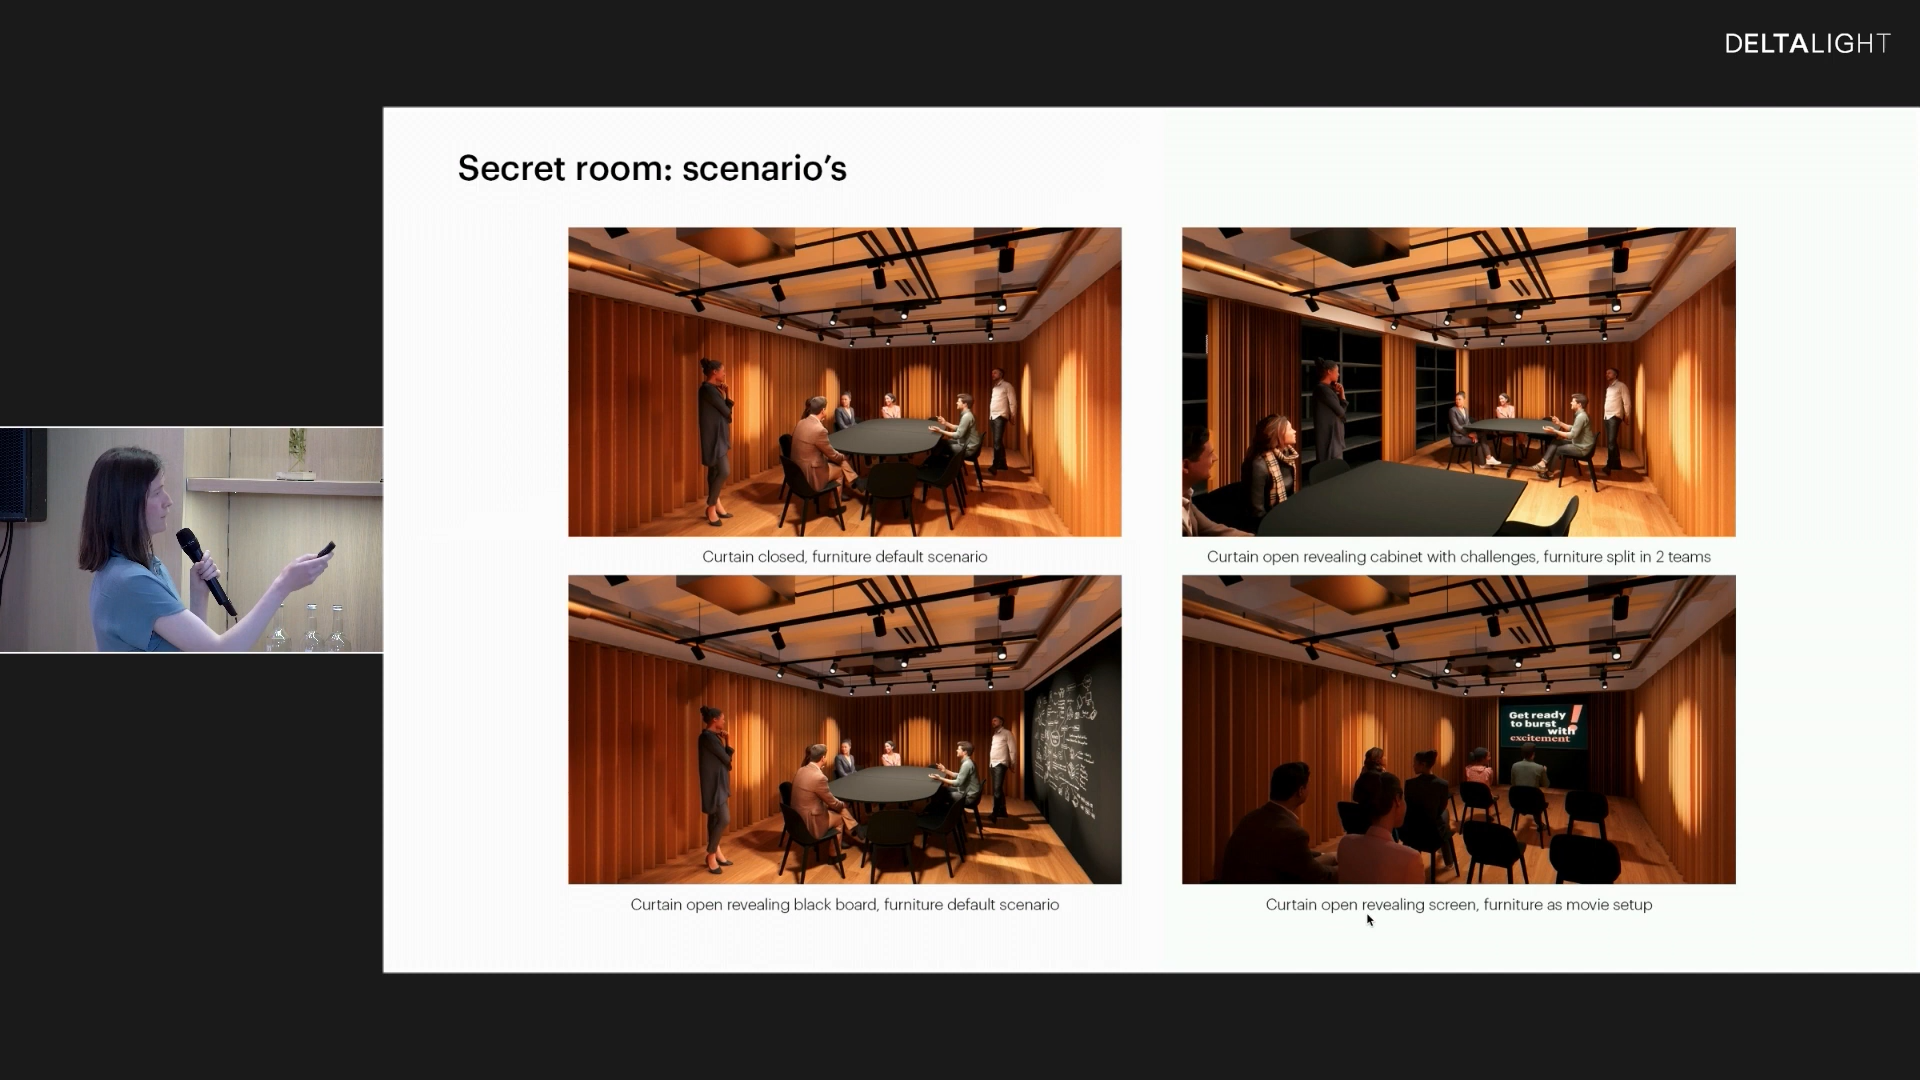 DELTALIGHT
Secret room: scenario’s
Curtain closed, furniture default scenario
Curtain open revealing cabinet with challenges, furniture split in 2 teams
Get ready
to burst
with
excitement
Curtain open revealing black board, furniture default scenario
Curtain open revealing screen, furniture as movie setup